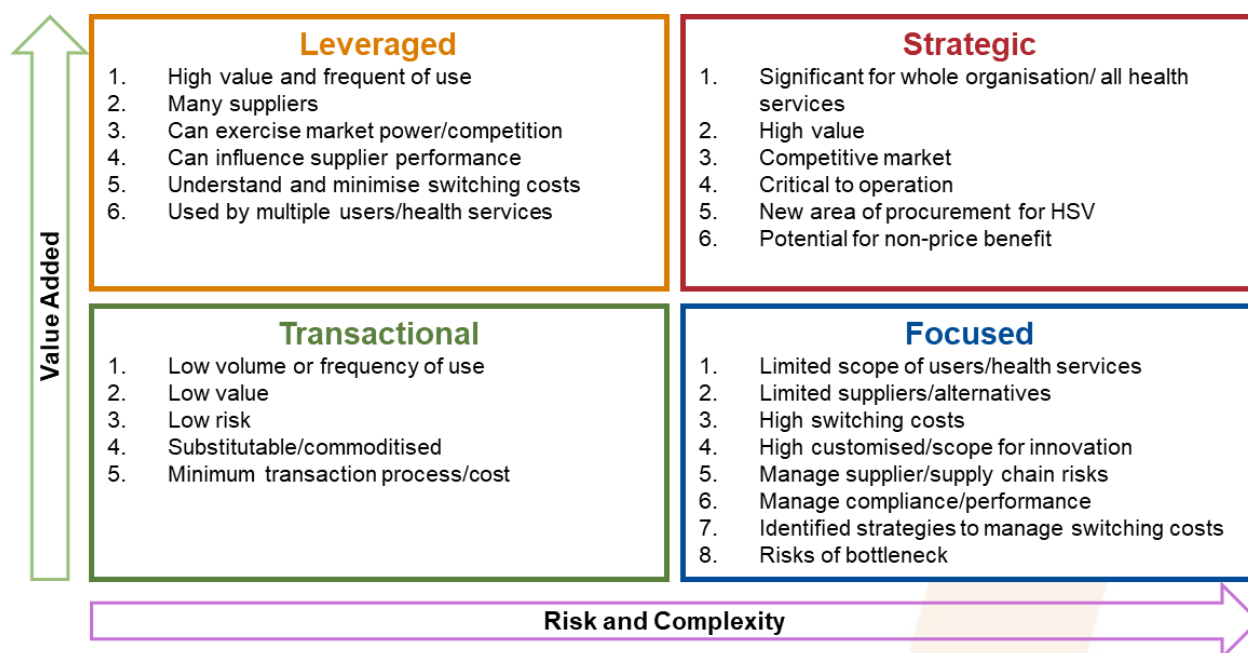 Leveraged
1. High value and frequent of use
2. Many suppliers
3. Can exercise market power/competition
4. Can influence supplier performance
5. Understand and minimise switching costs
6. Used by multiple users/health services
Strategic
1. Significant for whole organisation/ all health
services
2. High value
3. Competitive market
4. Critical to operation
5. New area of procurement for HSV
6. Potential for non-price benefit
Value Added
Transactional
1. Low volume or frequency of use
2. Low value
3. Low risk
4. Substitutable/commoditised
5. Minimum transaction process/cost
Focused
1. Limited scope of users/health services
2. Limited suppliers/alternatives
3. High switching costs
4. High customised/scope for innovation
5. Manage supplier/supply chain risks
6. Manage compliance/performance
7. Identified strategies to manage switching costs
8. Risks of bottleneck
Risk and Complexity